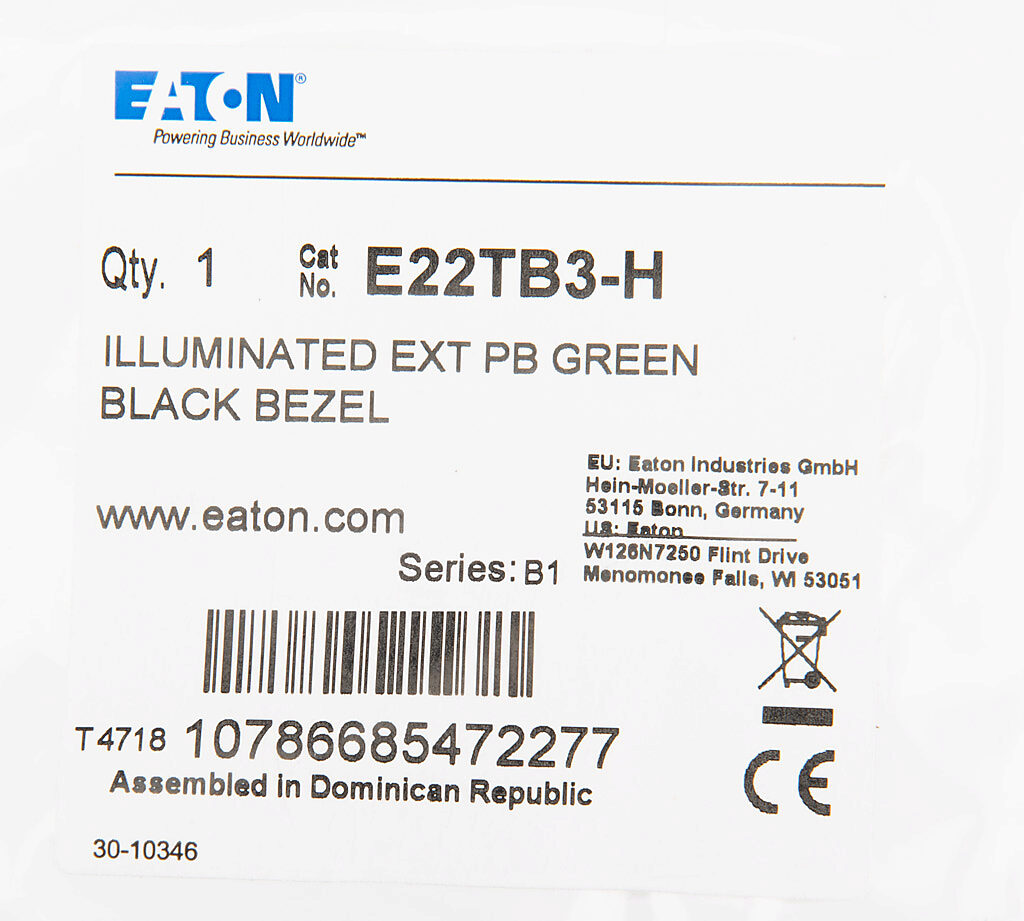 EATON®
Powering Business Worldwide™
Qty. 1 Cat No. E22TB3-H
ILLUMINATED EXT PB GREEN
BLACK BEZEL
EU: Eaton Industries GmbH
Hein-Moeller-Str. 7-11
53115 Bonn, Germany
www.eaton.com
US: Eaton
W126N7250 Flint Drive
Menomonee Falls, WI 53051
Series: B1
T4718 10786685472277
Assembled in Dominican Republic
CE
30-10346